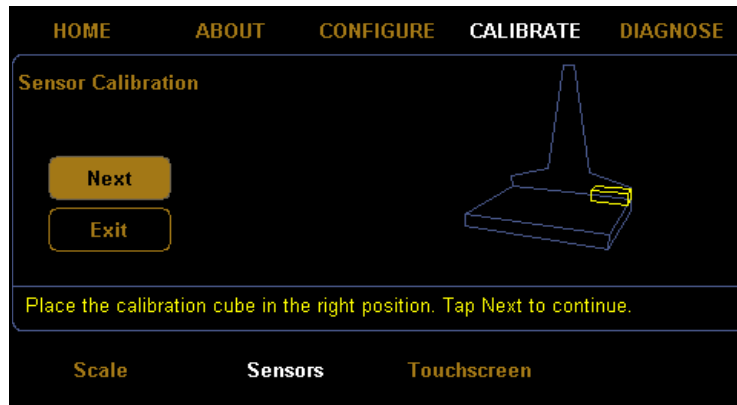 HOME ABOUT CONFIGURE CALIBRATE DIAGNOSE
Sensor Calibration
Next
Exit
Place the calibration cube in the right position. Tap Next to continue.
Scale Sensors Touchscreen